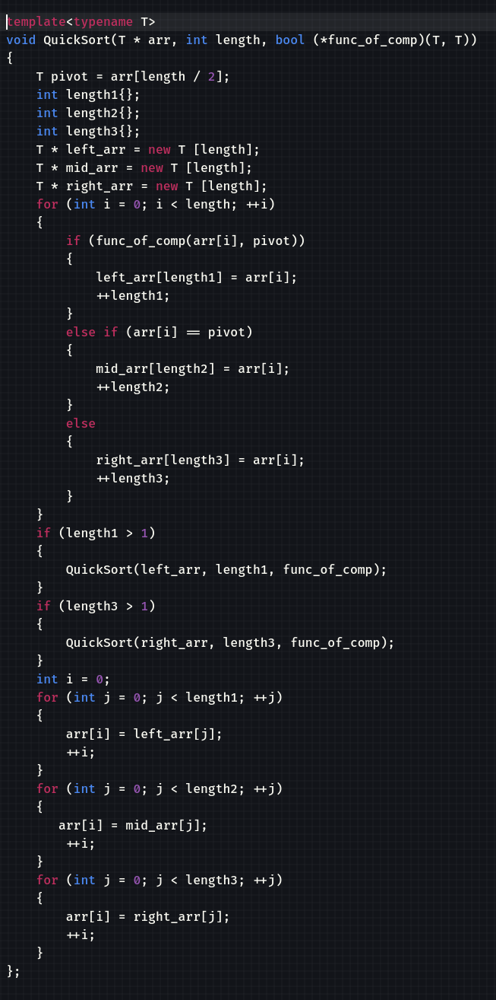 template<typename T>
void QuickSort(T * arr, int length, bool (*func_of_comp)(T, T))
{
    T pivot = arr[length / 2];
    int length1{};
    int length2{};
    int length3{};
    T * left_arr = new T [length];
    T * mid_arr = new T [length];
    T * right_arr = new T [length];
    for (int i = 0; i < length; ++i)
    {
        if (func_of_comp(arr[i], pivot))
        {
            left_arr[length1] = arr[i];
            ++length1;
        }
        else if (arr[i] == pivot)
        {
            mid_arr[length2] = arr[i];
            ++length2;
        }
        else
        {
            right_arr[length3] = arr[i];
            ++length3;
        }
    }
    if (length1 > 1)
    {
        QuickSort(left_arr, length1, func_of_comp);
    }
    if (length3 > 1)
    {
        QuickSort(right_arr, length3, func_of_comp);
    }
    int i = 0;
    for (int j = 0; j < length1; ++j)
    {
        arr[i] = left_arr[j];
        ++i;
    }
    for (int j = 0; j < length2; ++j)
    {
       arr[i] = mid_arr[j];
        ++i;
    }
    for (int j = 0; j < length3; ++j)
    {
        arr[i] = right_arr[j];
        ++i;
    }
};